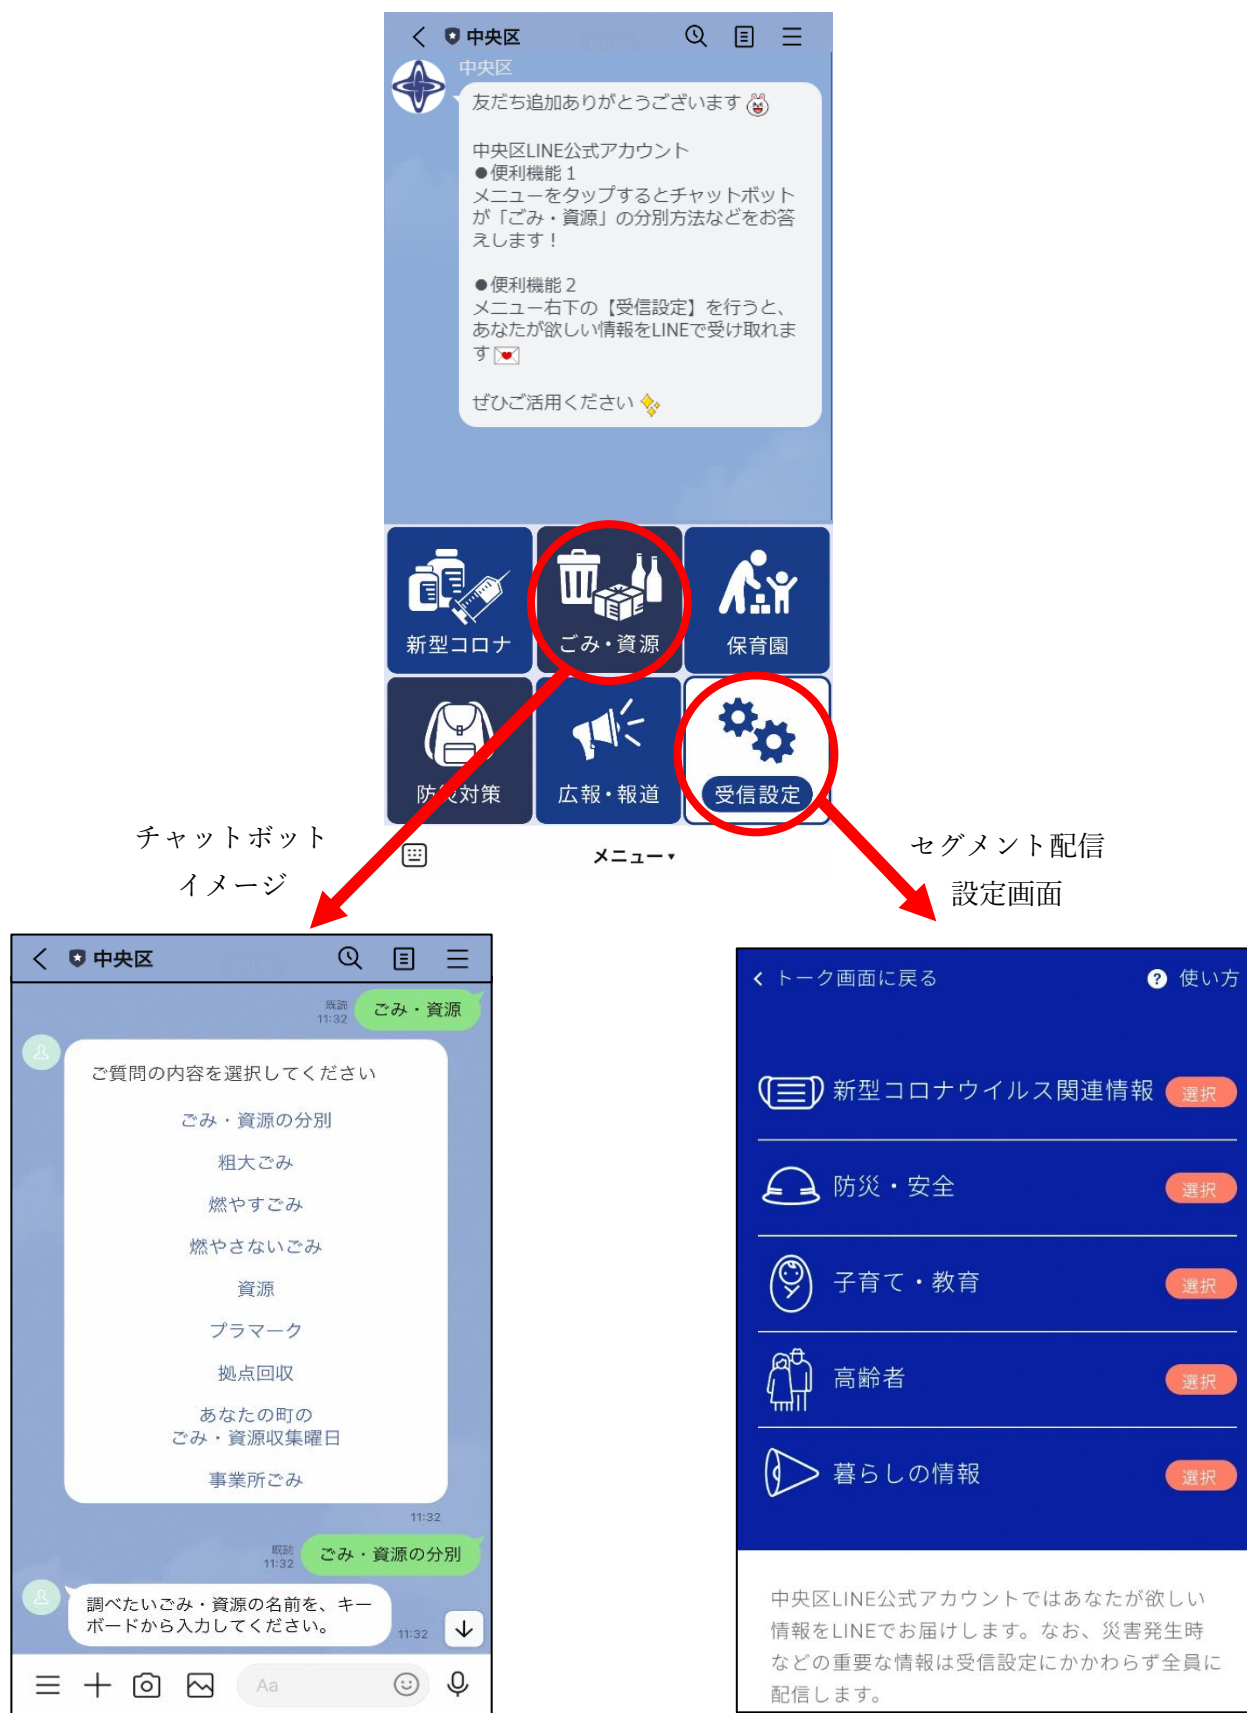 中央区
中央区
友だち追加ありがとうございます
中央区LINE公式アカウント
●便利機能1
メニューをタップするとチャットボット
が「ごみ・資源」の分別方法などをお答
えします！
●便利機能2
メニュー右下の【受信設定】を行うと、
あなたが欲しい情報をLINEで受け取れま
す
ぜひご活用ください
新型コロナ
ごみ・資源
保育園
防災対策
広報・報道
受信設定
メニュー▾
チャットボット
イメージ
セグメント配信
設定画面
中央区
既読
11:32
ごみ・資源
ご質問の内容を選択してください
ごみ・資源の分別
粗大ごみ
燃やすごみ
燃やさないごみ
資源
プラマーク
拠点回収
あなたの町の
ごみ・資源収集曜日
事業所ごみ
11:32
既読
11:32
ごみ・資源の分別
調べたいごみ・資源の名前を、キー
ボードから入力してください。
11:32
Aa
トーク画面に戻る
? 使い方
新型コロナウイルス関連情報 選択
防災・安全 選択
子育て・教育 選択
高齢者 選択
暮らしの情報 選択
中央区LINE公式アカウントではあなたが欲しい
情報をLINEでお届けします。なお、災害発生時
などの重要な情報は受信設定にかかわらず全員に
配信します。